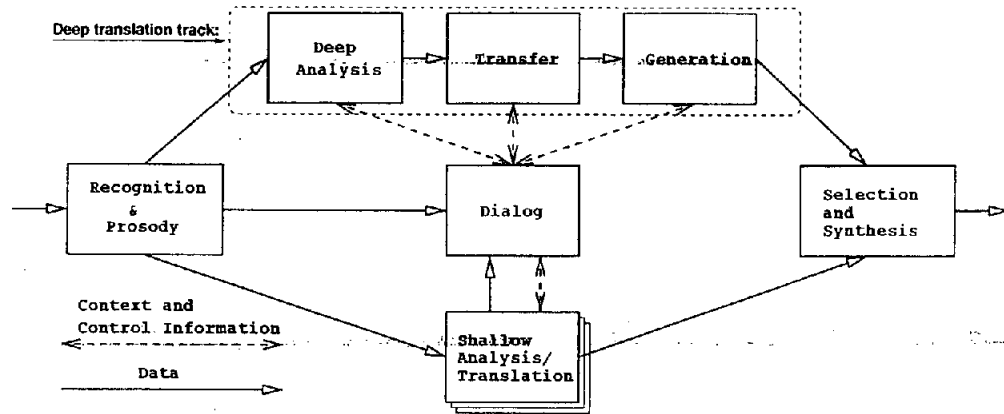 Deep translation track:
Deep
Analysis
Transfer
Generation
Recognition
&
Prosody
Dialog
Selection
and
Synthesis
Context and
Control Information
Data
Shallow
Analysis/
Translation